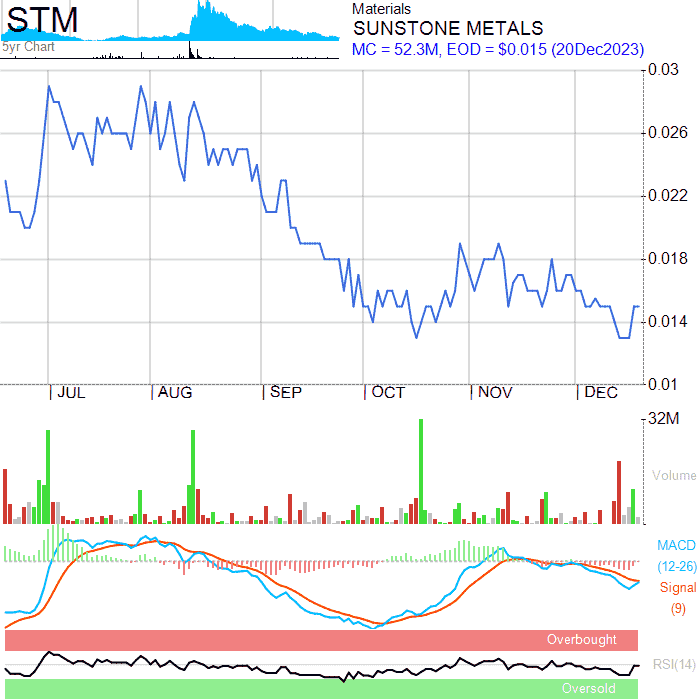 STM
5yr Chart
Materials
SUNSTONE METALS
MC = 52.3M, EOD = $0.015 (20Dec2023)
0.03
0.026
0.022
0.018
0.014
0.01
JUL
AUG
SEP
OCT
NOV
DEC
32M
Volume
MACD
(12-26)
Signal
(9)
Overbought
RSI(14)
Oversold